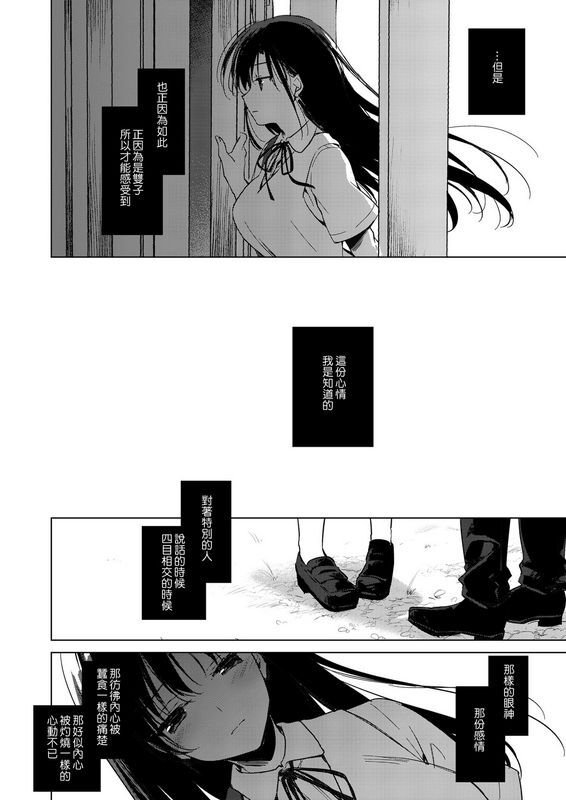 …但是
也正因為如此
正因為是雙子
所以才能感受到
這份心情
我是知道的
對著特別的人
說話的時候
四目相交的時候
那樣的眼神
那份感情
那彷彿內心被
蠶食一樣的痛楚
那好似內心
被灼燒一樣的
心動不已